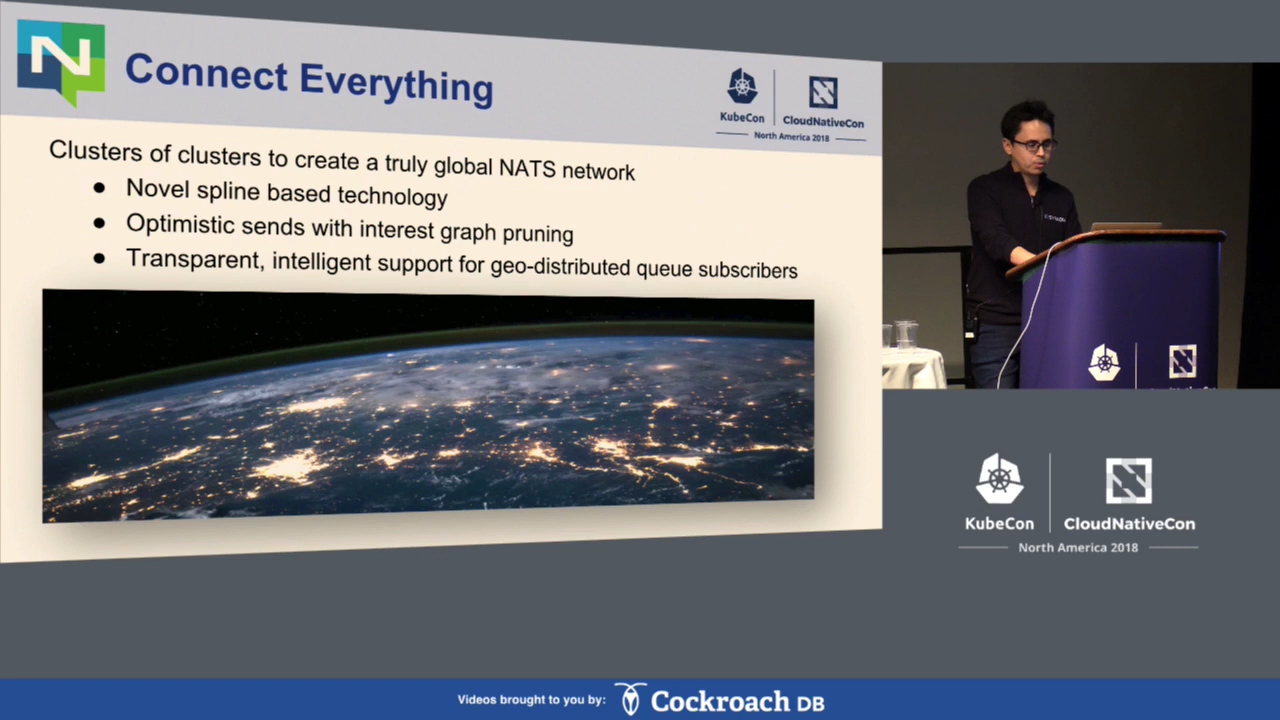 N
Connect Everything
KubeCon
CloudNativeCon
North America 2018
Clusters of clusters to create a truly global NATS network
● Novel spline based technology
● Optimistic sends with interest graph pruning
● Transparent, intelligent support for geo-distributed queue subscribers
KubeCon
CloudNativeCon
North America 2018
Videos brought to you by:
Cockroach DB